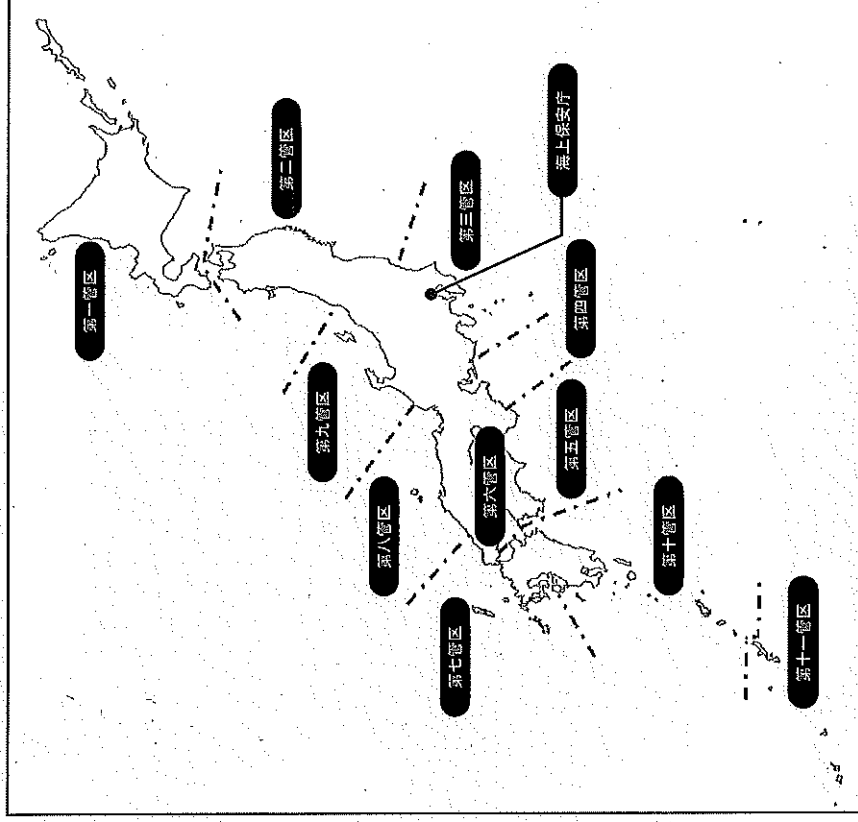 第一管区
第二管区
第三管区
海上保安庁
第四管区
第五管区
第六管区
第七管区
第八管区
第九管区
第十管区
第十一管区